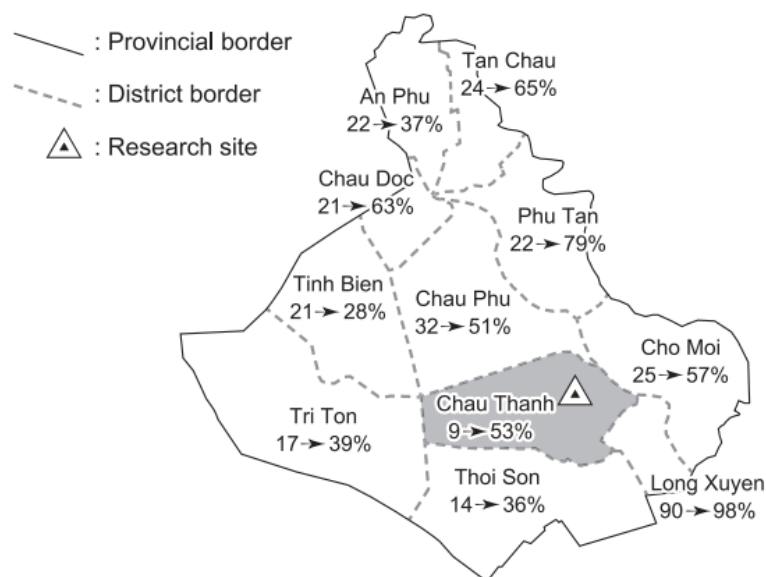 : Provincial border
: District border
: Research site
Tan Chau
24→65%
An Phu
22→37%
Chau Doc
21→63%
Phu Tan
22→79%
Tinh Bien
21→28%
Chau Phu
32→51%
Cho Moi
25→57%
Chau Thanh
9→53%
Tri Ton
17→39%
Thoi Son
14→36%
Long Xuyen
90→98%